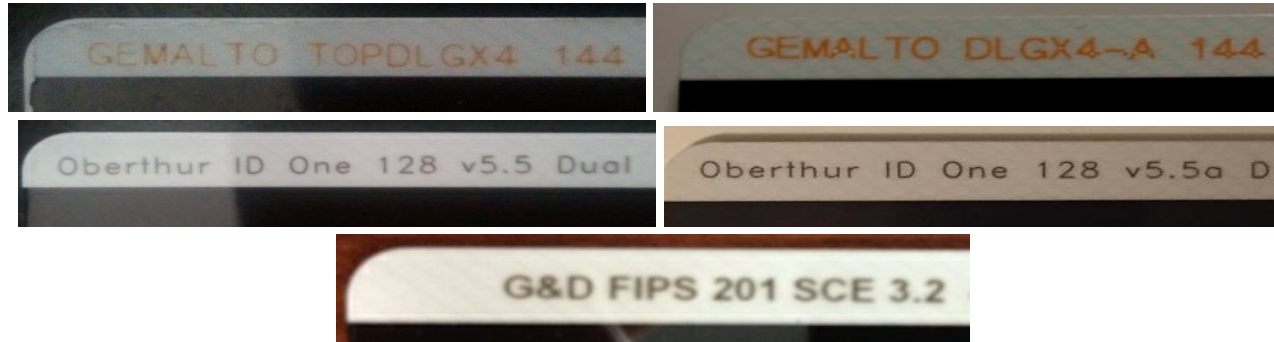 GEMALTO TOPDLGX4 144
GEMALTO DLGX4-A 144
Oberthur ID One 128 v5.5 Dual
Oberthur ID One 128 v5.5a D
G&D FIPS 201 SCE 3.2